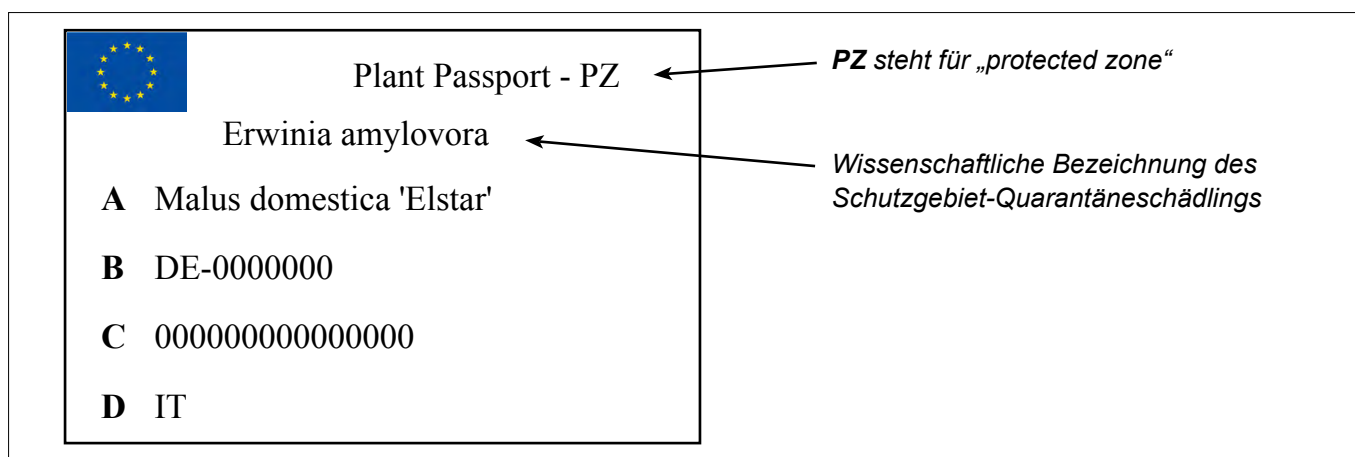 Plant Passport - PZ
Erwinia amylovora
A Malus domestica 'Elstar'
B DE-0000000
C 000000000000000
D IT
PZ steht für „protected zone“
Wissenschaftliche Bezeichnung des
Schutzgebiet-Quarantäneschädlings